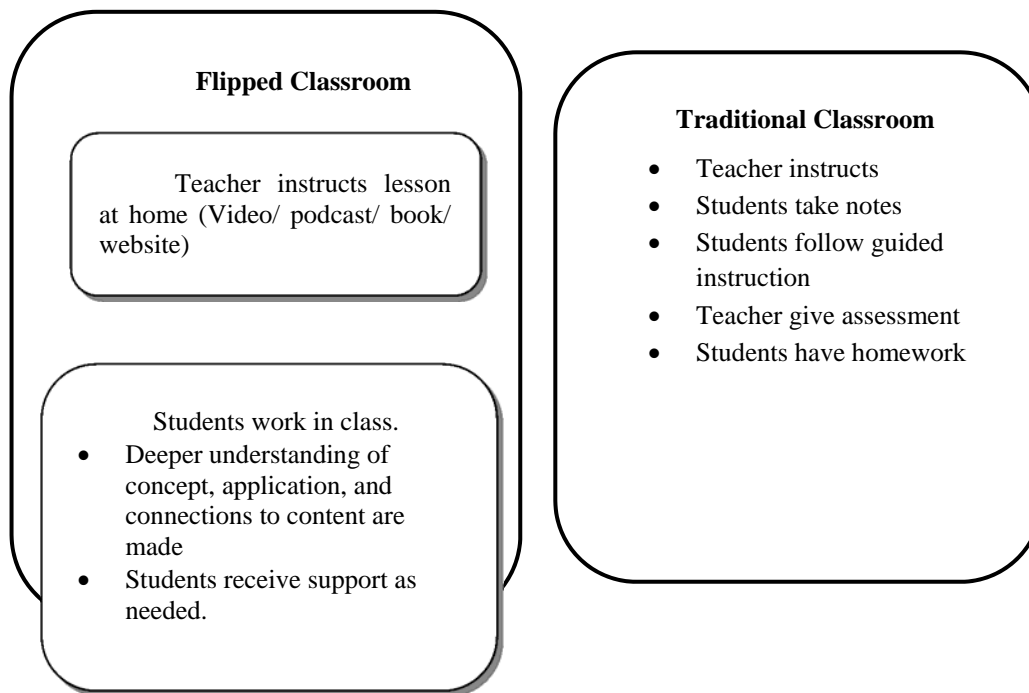 Flipped Classroom
Teacher instructs lesson
at home (Video/ podcast/ book/
website)
Students work in class.
• Deeper understanding of
concept, application, and
connections to content are
made
• Students receive support as
needed.
Traditional Classroom
• Teacher instructs
• Students take notes
• Students follow guided
instruction
• Teacher give assessment
• Students have homework